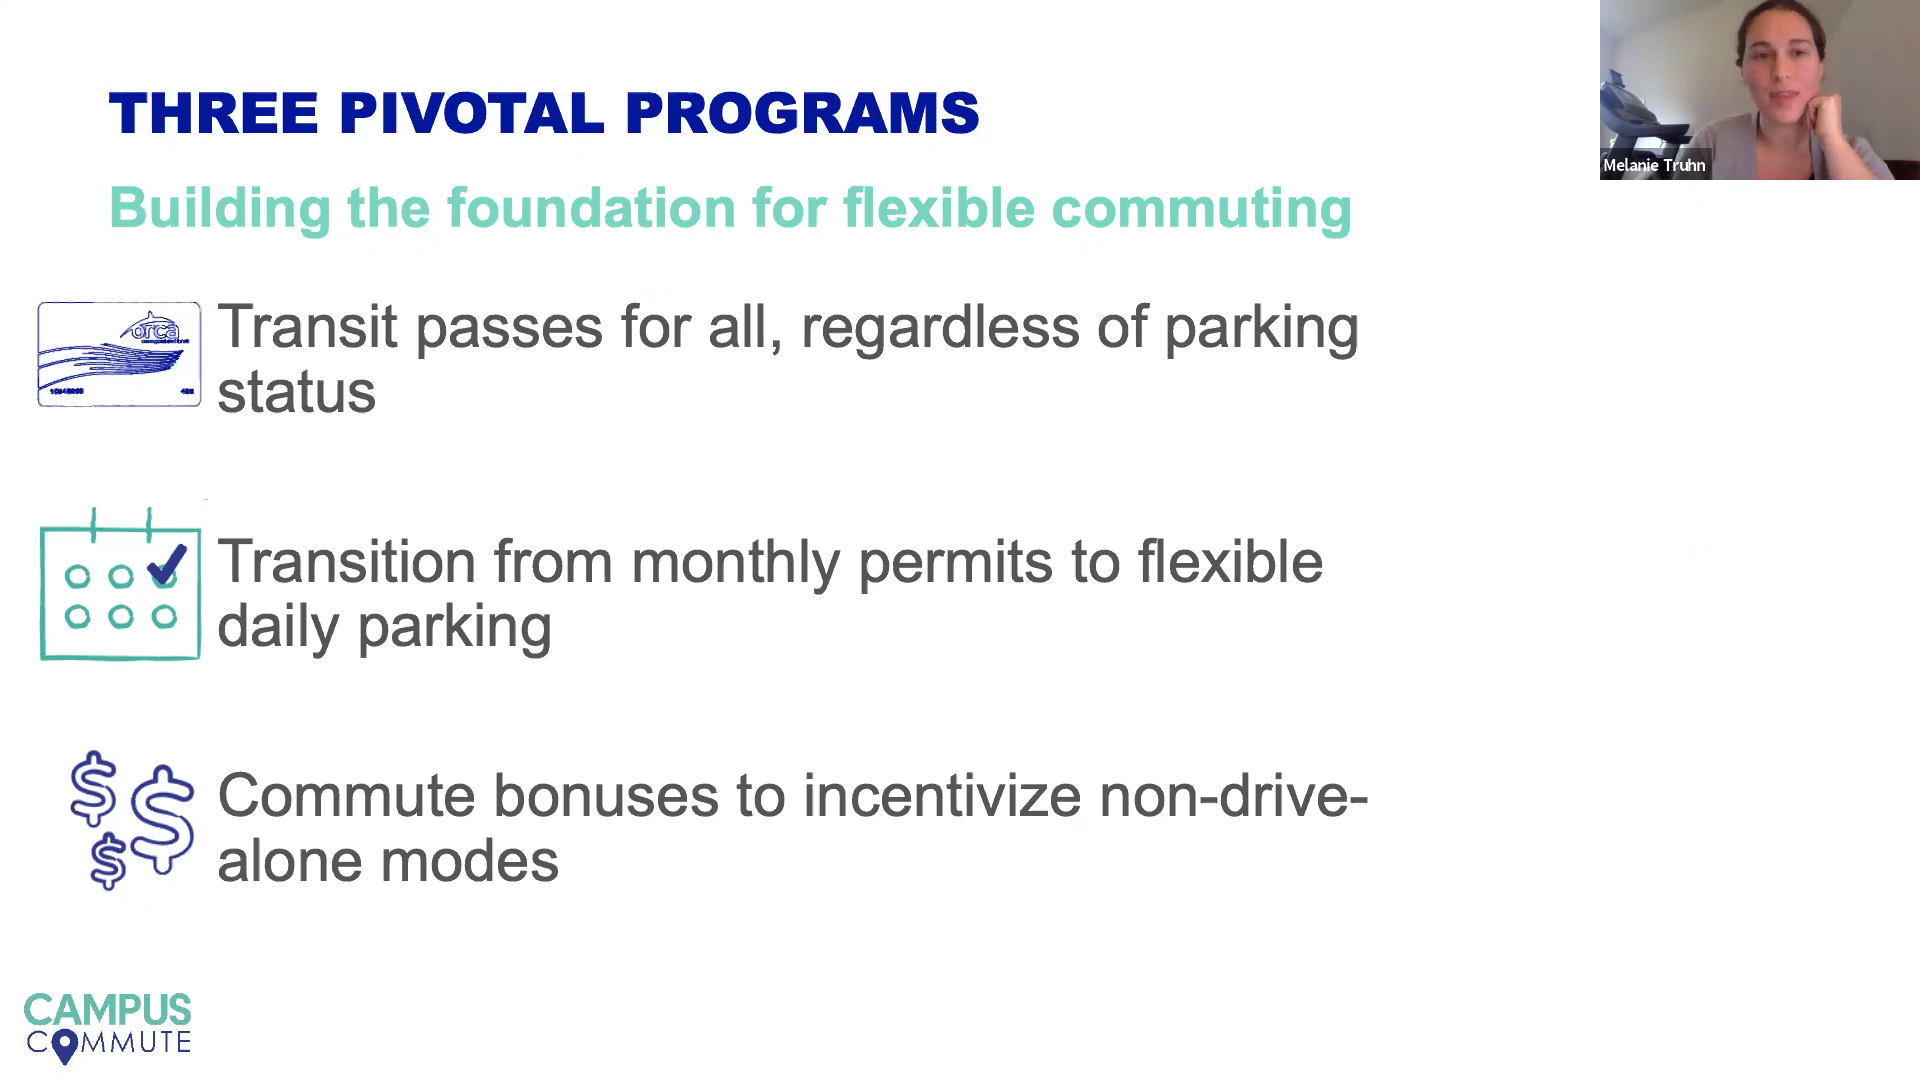 THREE PIVOTAL PROGRAMS
Melanie Truhn
Building the foundation for flexible commuting
orca
Transit passes for all, regardless of parking
status
Transition from monthly permits to flexible
daily parking
$ $ $
Commute bonuses to incentivize non-drive-
alone modes
CAMPUS
COMMUTE